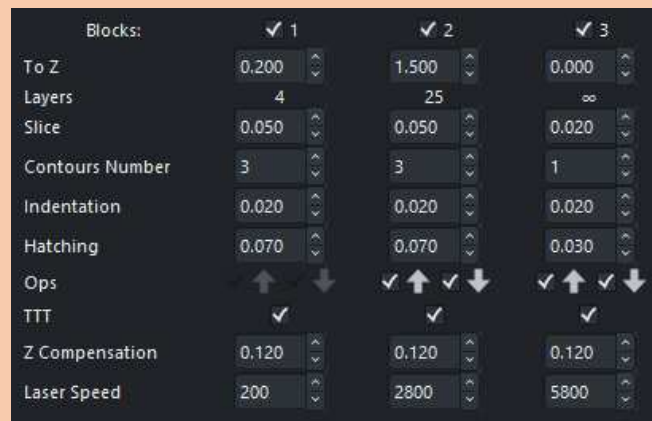 Blocks: 1 2 3
To Z 0.200 1.500 0.000
Layers 4 25 ∞
Slice 0.050 0.050 0.020
Contours Number 3 3 1
Indentation 0.020 0.020 0.020
Hatching 0.070 0.070 0.030
Ops
TTT
Z Compensation 0.120 0.120 0.120
Laser Speed 200 2800 5800